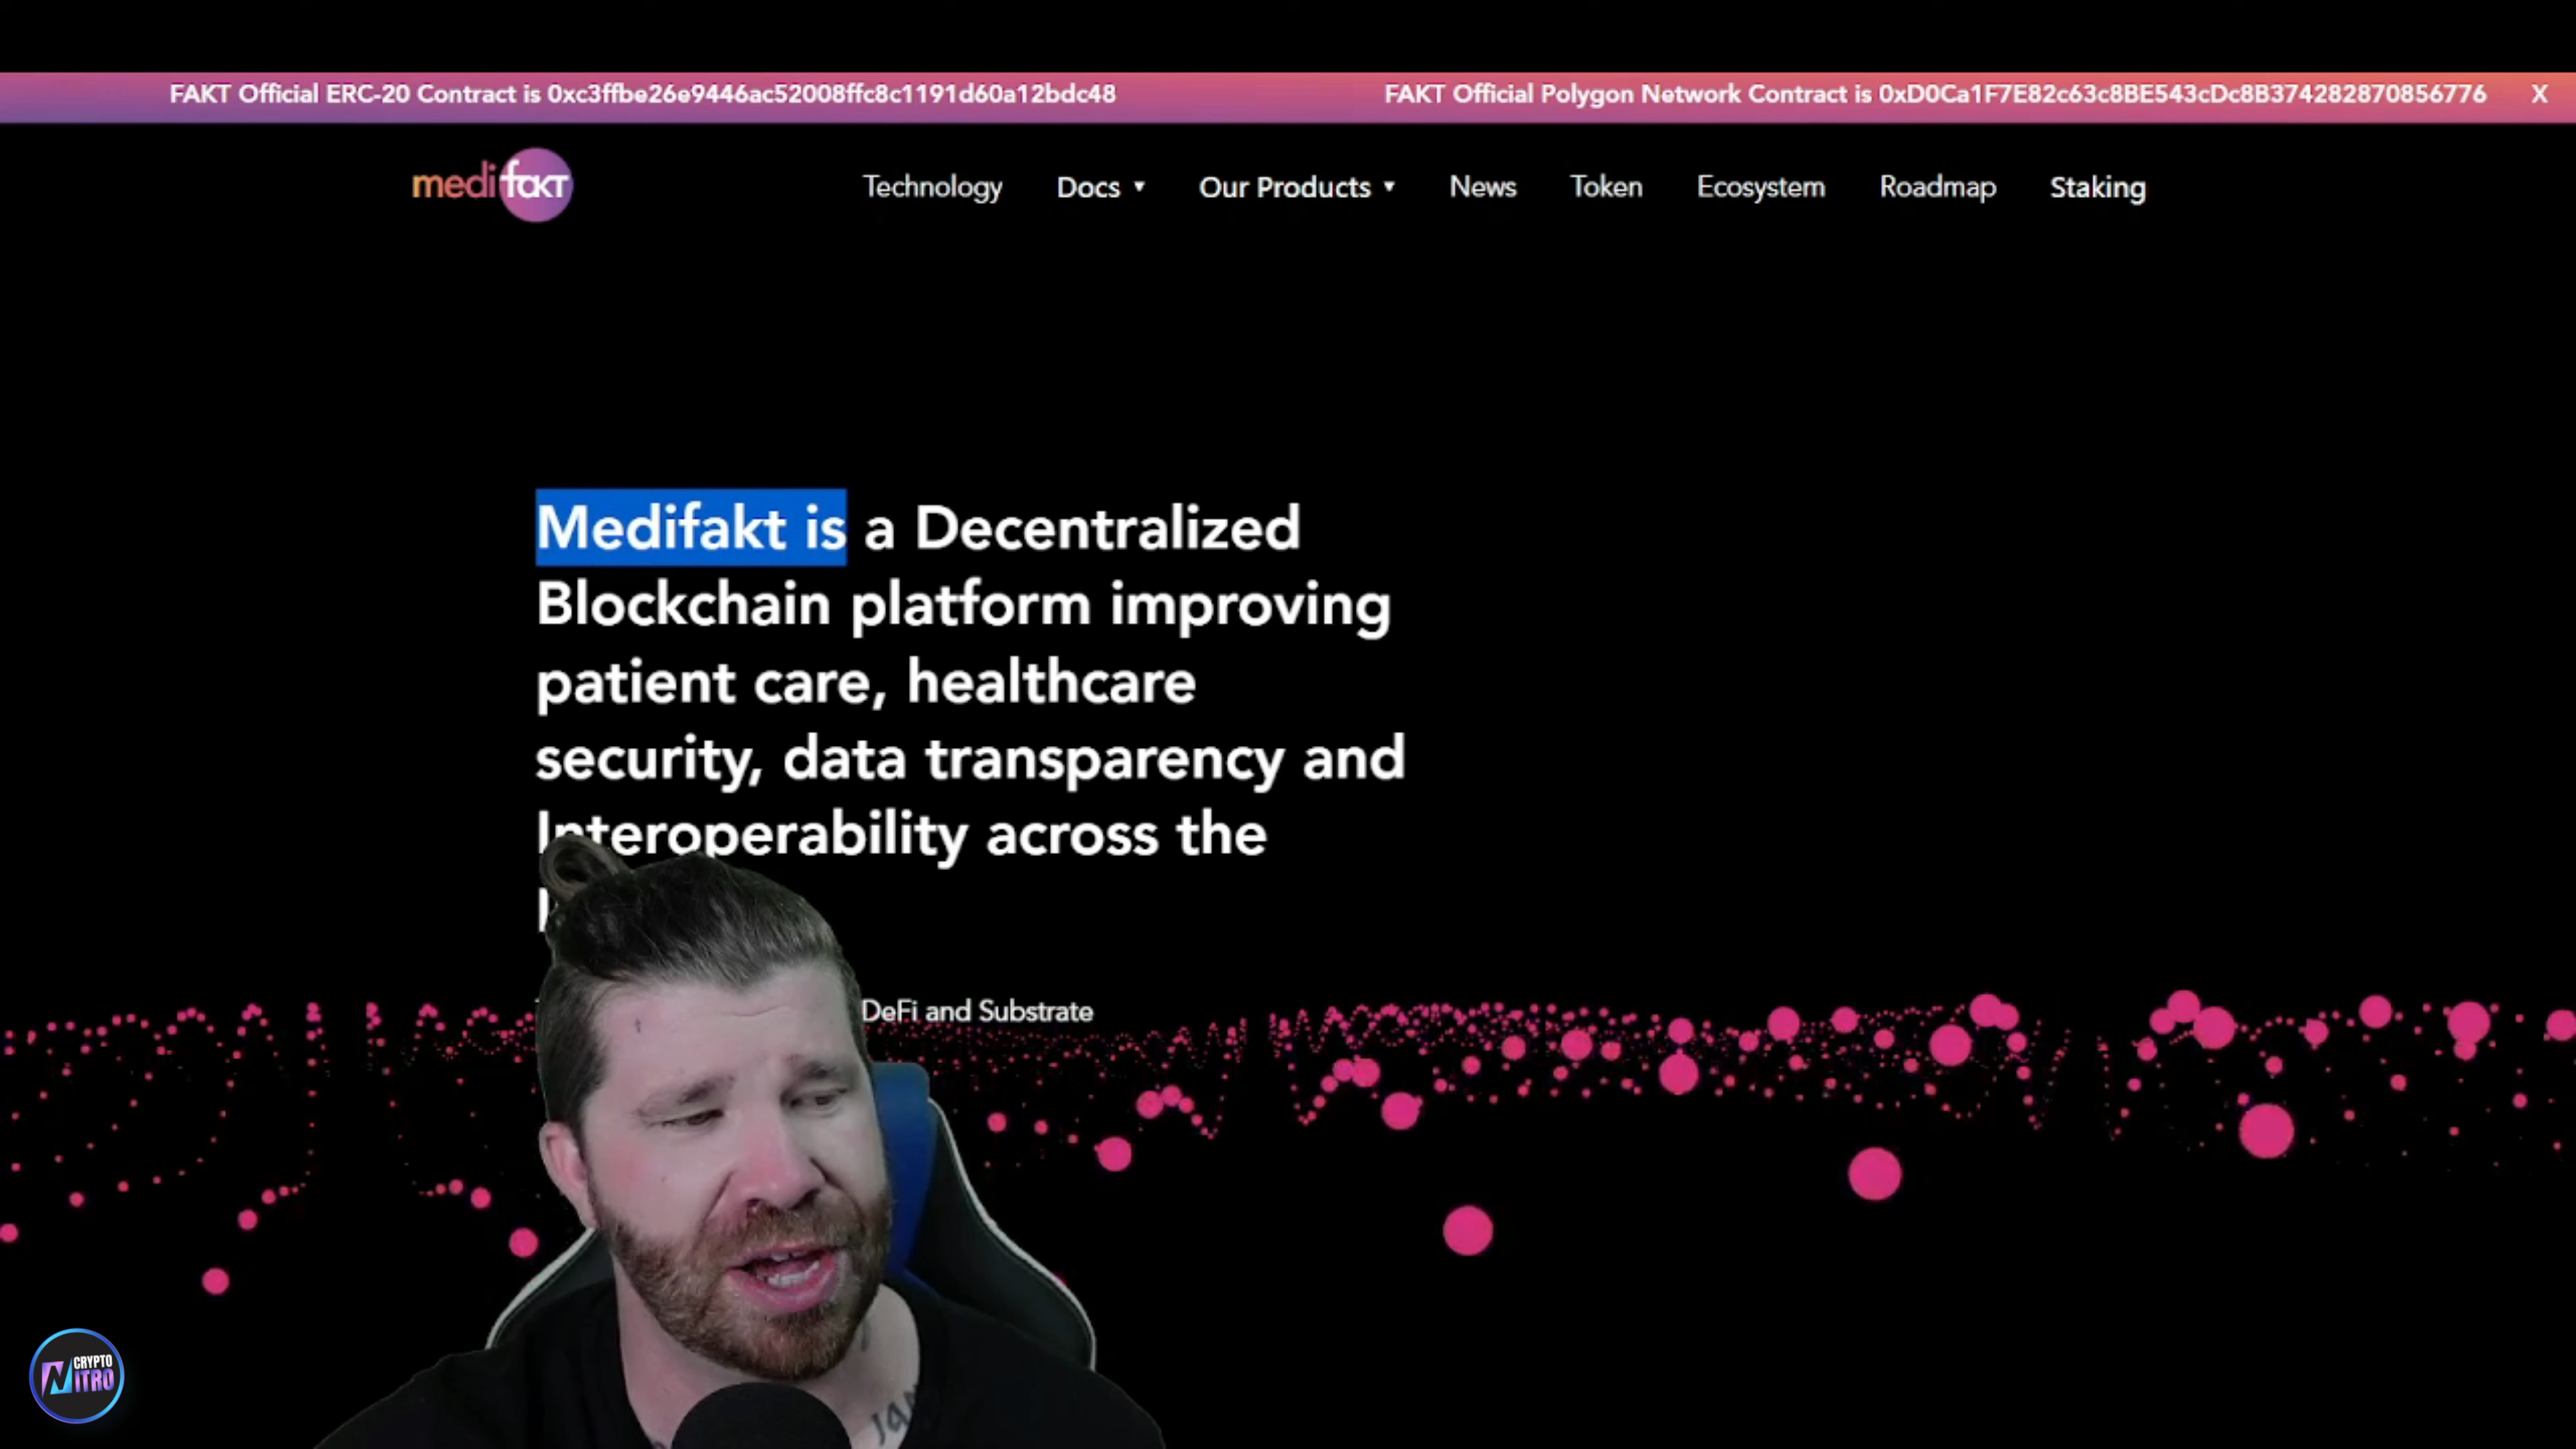 FAKT Official ERC-20 Contract is 0xc3ffbe26e9446ac52008ffc8c1191d60a12bdc48
FAKT Official Polygon Network Contract is 0xD0Ca1F7E82c63c8BE543cDc8B374282870856776 X
medifakt
Technology Docs ▼ Our Products ▼ News Token Ecosystem Roadmap Staking
Medifakt is a Decentralized
Blockchain platform improving
patient care, healthcare
security, data transparency and
Interoperability across the
DeFi and Substrate
CRYPTO
NITRO